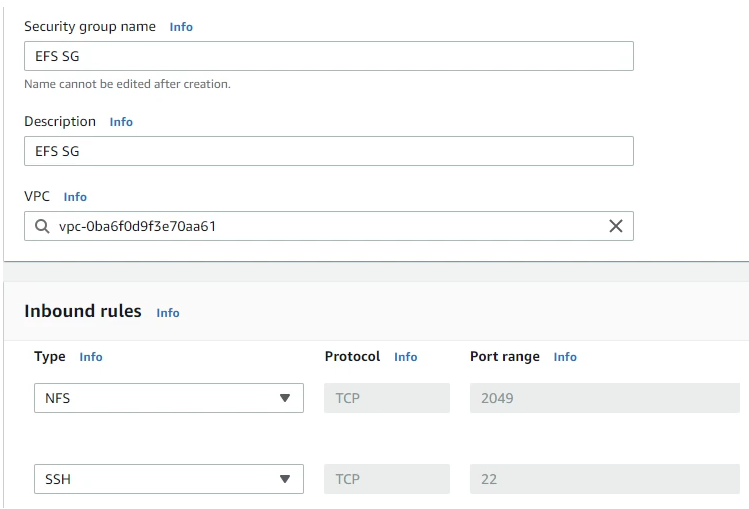 Security group name Info
EFS SG
Name cannot be edited after creation.
Description Info
EFS SG
VPC Info
vpc-0ba6f0d9f3e70aa61
Inbound rules Info
Type Info Protocol Info Port range Info
NFS TCP 2049
SSH TCP 22